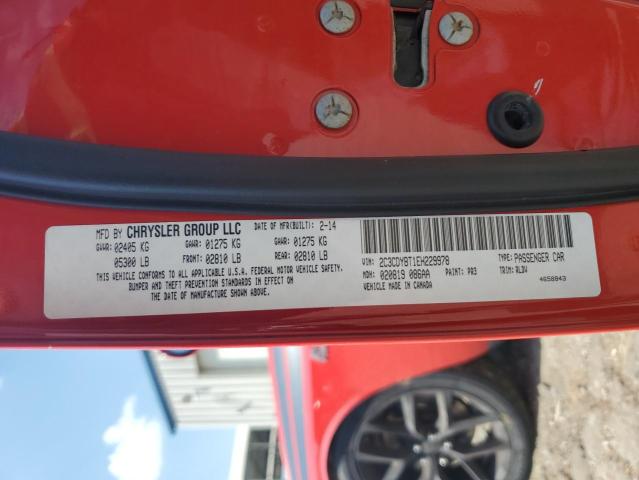 MFD BY CHRYSLER GROUP LLC DATE OF MFR(BUILT): 2-14
GVWR: 02405 KG GAWR: 01275 KG GAWR: 01275 KG
05300 LB FRONT: 02810 LB REAR: 02810 LB
THIS VEHICLE CONFORMS TO ALL APPLICABLE U.S.A. FEDERAL MOTOR VEHICLE SAFETY,
BUMPER AND THEFT PREVENTION STANDARDS IN EFFECT ON
THE DATE OF MANUFACTURE SHOWN ABOVE.
VIN: 2C3CDYBT1EH229978 TYPE: PASSENGER CAR
MDH: 020819 086AA PAINT: PR3 TRIM: RLDV
VEHICLE MADE IN CANADA 4658843